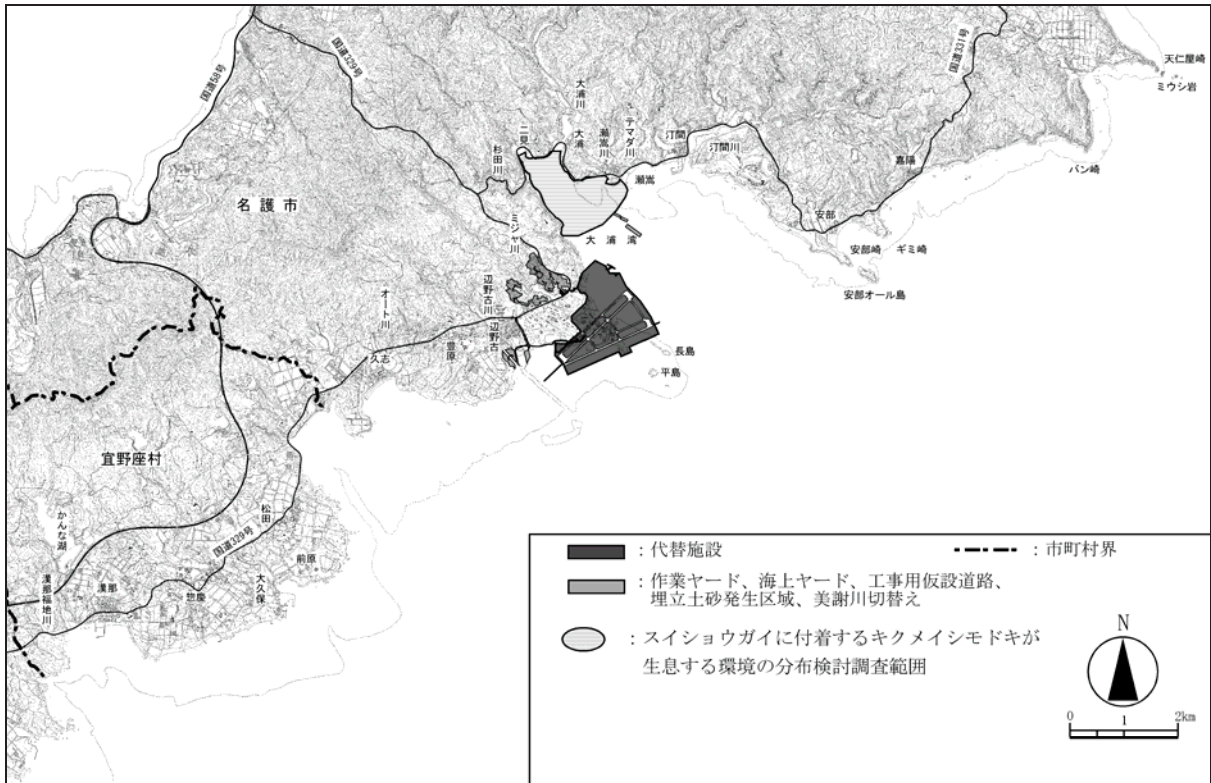 国道58号
国道329号
国道331号
天仁屋崎
ミウシ岩
バン崎
嘉陽
安部
安部崎
ギミ崎
安部オール島
汀間
汀間川
テマダ川
瀬嵩川
瀬嵩
大浦川
大浦
二見
杉田川
大浦湾
ミジャ川
名護市
辺野古川
辺野古
豊原
オート川
久志
長島
平島
宜野座村
かんな湖
漢那福地川
漢那
惣慶
国道329号
松田
大久保
前原
:代替施設
:市町村界
:作業ヤード、海上ヤード、工事用仮設道路、
埋立土砂発生区域、美謝川切替え
:スイショウガイに付着するキクメイシモドキが
生息する環境の分布検討調査範囲
N
0 1 2km